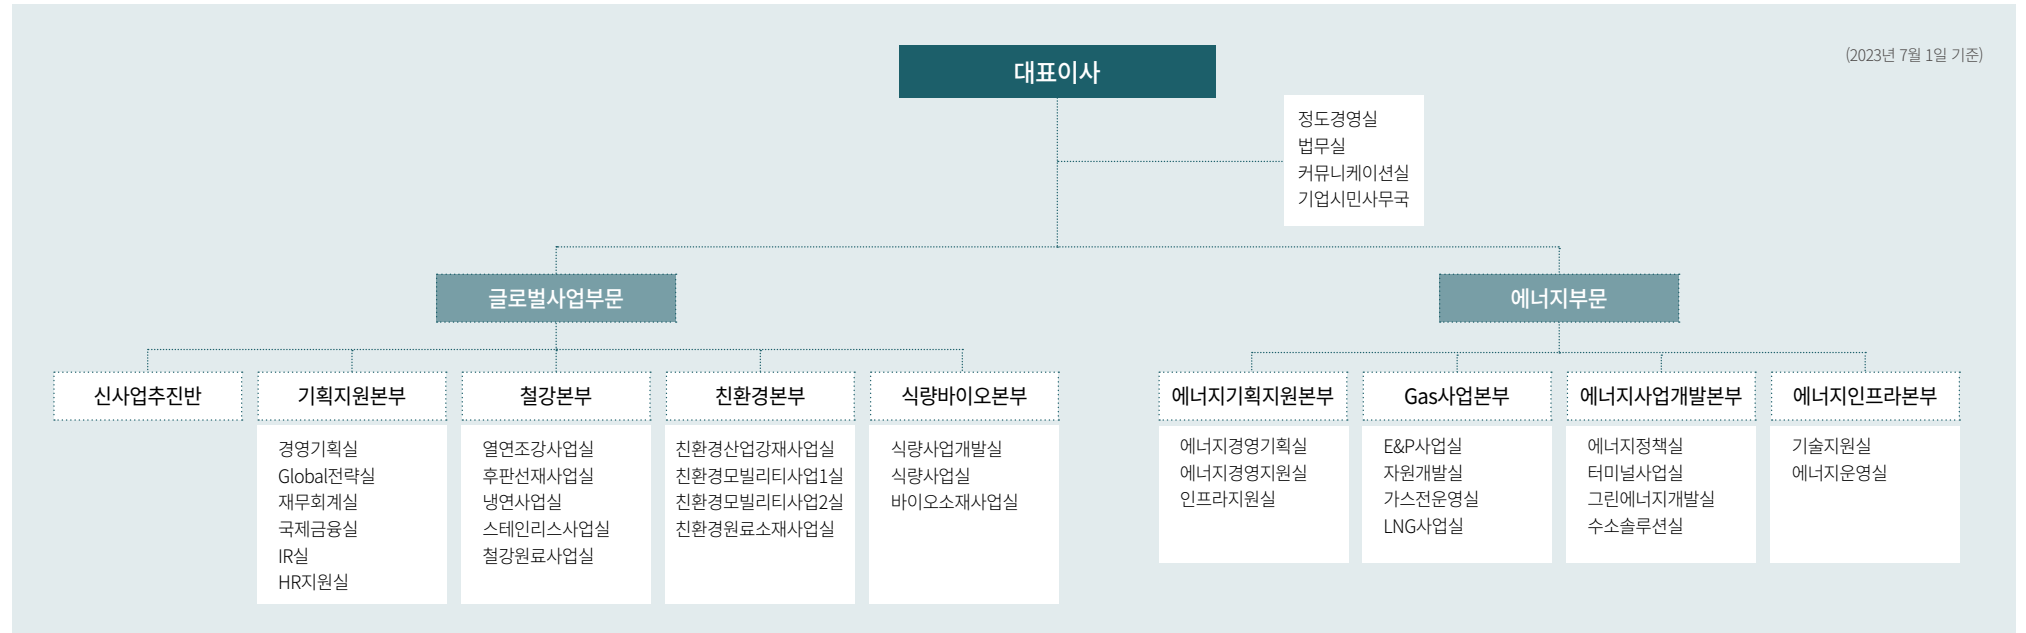 (2023년 7월 1일 기준)
대표이사
정도경영실
법무실
커뮤니케이션실
기업시민사무국
글로벌사업부문
에너지부문
신사업추진반
기획지원본부
경영기획실
Global전략실
재무회계실
국제금융실
IR실
HR지원실
철강본부
열연조강사업실
후판선재사업실
냉연사업실
스테인리스사업실
철강원료사업실
친환경본부
친환경산업강재사업실
친환경모빌리티사업1실
친환경모빌리티사업2실
친환경원료소재사업실
식량바이오본부
식량사업개발실
식량사업실
바이오소재사업실
에너지기획지원본부
에너지경영기획실
에너지경영지원실
인프라지원실
Gas사업본부
E&P사업실
자원개발실
가스전운영실
LNG사업실
에너지사업개발본부
에너지정책실
터미널사업실
그린에너지개발실
수소솔루션실
에너지인프라본부
기술지원실
에너지운영실